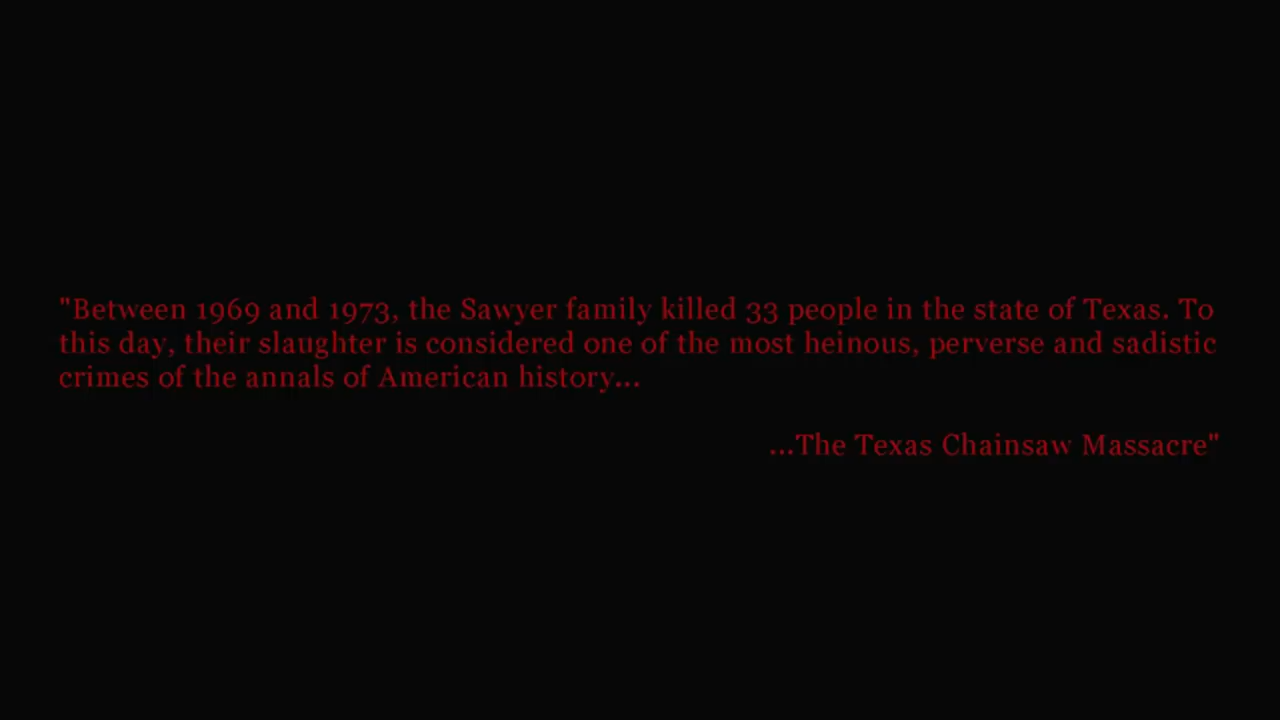 "Between 1969 and 1973, the Sawyer family killed 33 people in the state of Texas. To
this day, their slaughter is considered one of the most heinous, perverse and sadistic
crimes of the annals of American history...
...The Texas Chainsaw Massacre"